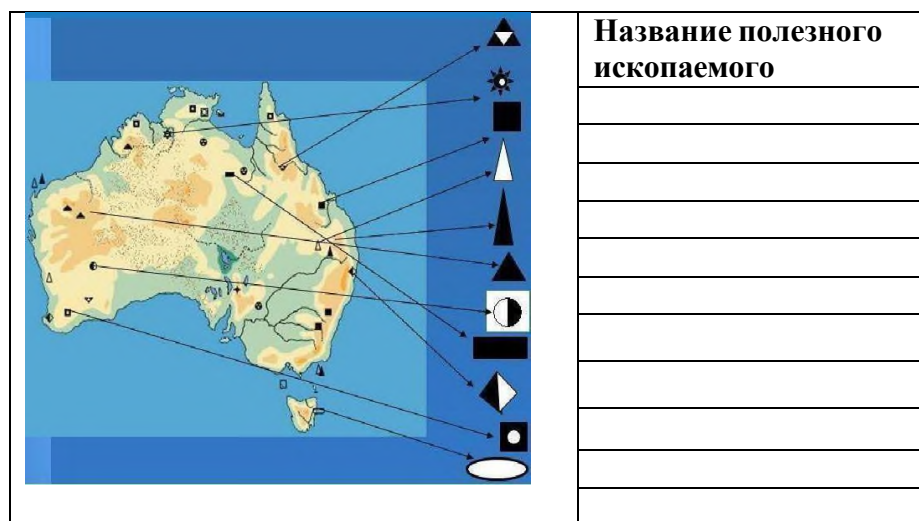 Название полезного
ископаемого